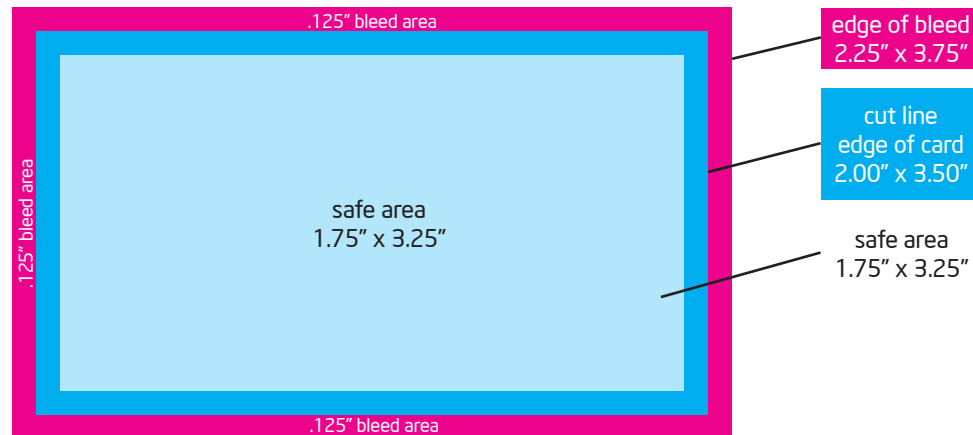 .125” bleed area
edge of bleed
2.25” x 3.75”
cut line
edge of card
2.00” x 3.50”
.125” bleed area
safe area
1.75” x 3.25”
safe area
1.75” x 3.25”
.125” bleed area